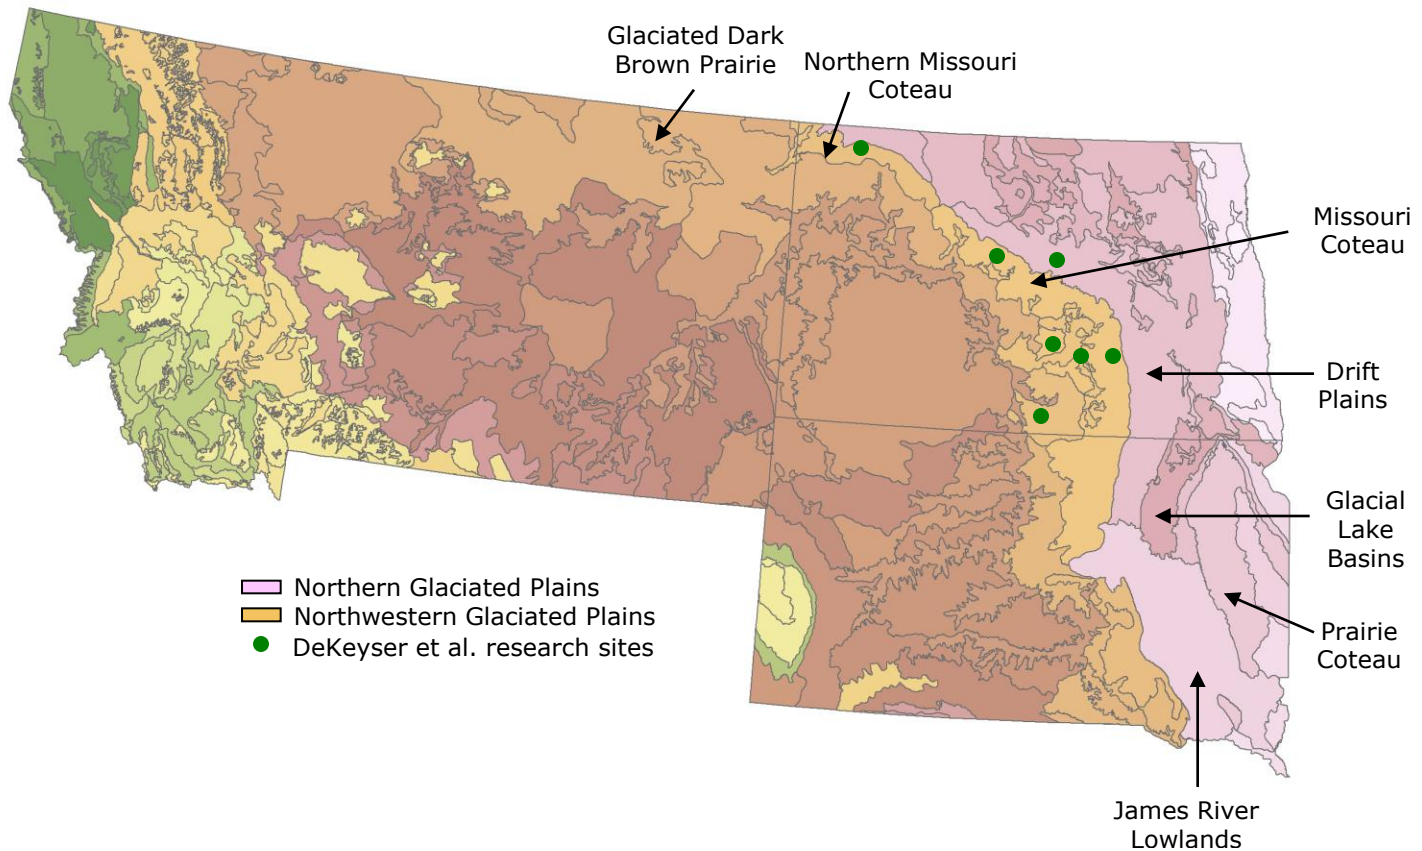 Glaciated Dark
Brown Prairie
Northern Missouri
Coteau
Missouri
Coteau
Drift
Plains
Glacial
Lake
Basins
Prairie
Coteau
James River
Lowlands
Northern Glaciated Plains
Northwestern Glaciated Plains
DeKeyser et al. research sites